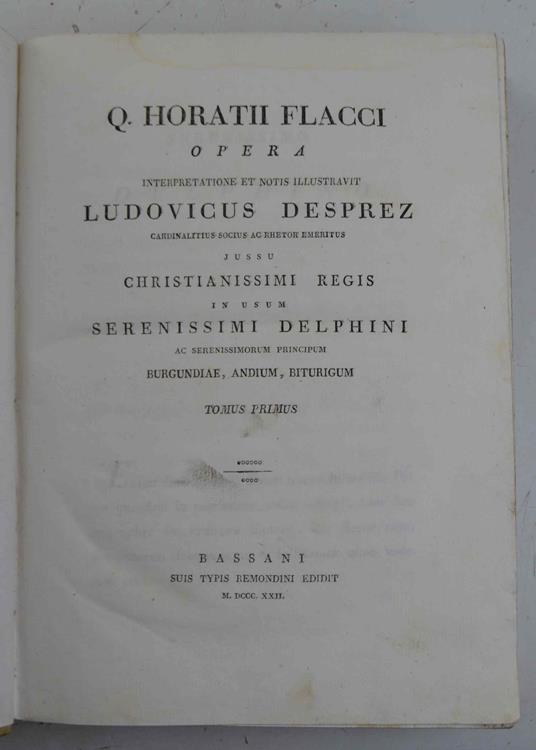 Q. HORATII FLACCI
OPERA
INTERPRETATIONE ET NOTIS ILLUSTRAVIT
LUDOVICUS DESPREZ
CARDINALITIUS SOCIUS AC RHETOR EMERITUS
JUSSU
CHRISTIANISSIMI REGIS
IN USUM
SERENISSIMI DELPHINI
AC SERENISSIMORUM PRINCIPUM
BURGUNDIAE, ANDIUM, BITURIGUM
TOMUS PRIMUS
BASSANI
SUIS TYPIS REMONDINI EDIDIT
M. DCCC. XXII.